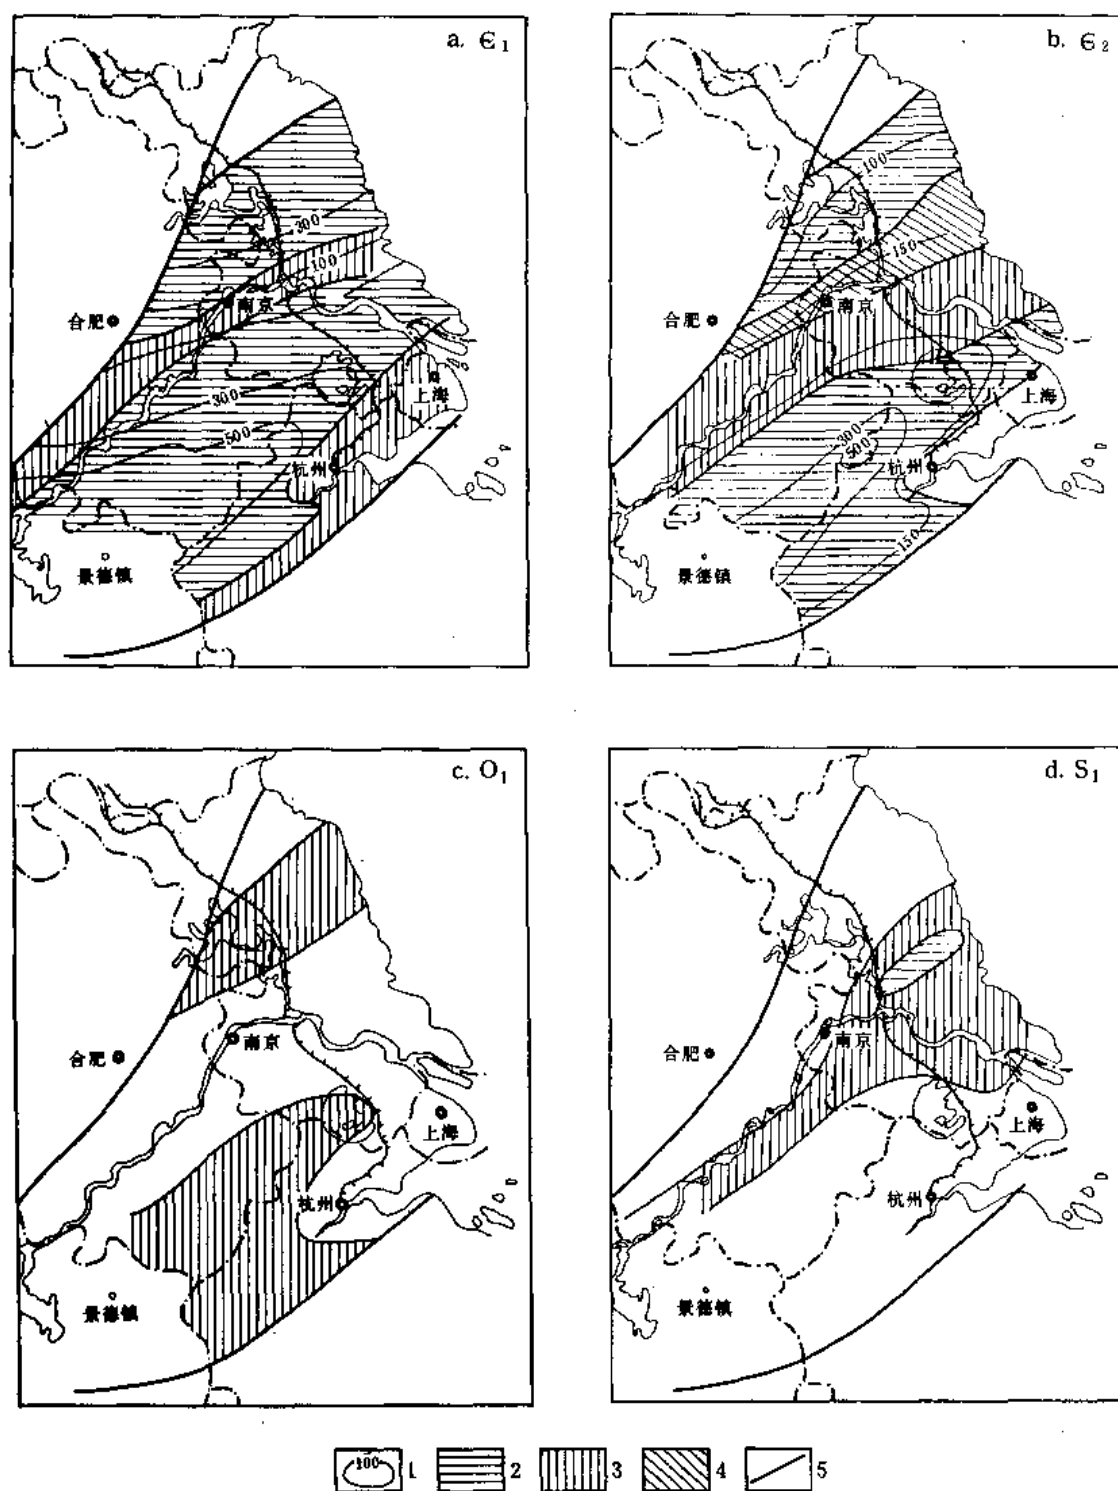 a. Є₁
300
100
南京
合肥
上海
300
500
杭州
景德镇
b. Є₂
100
150
南京
合肥
上海
300
500
杭州
150
景德镇
c. O₁
南京
合肥
上海
杭州
景德镇
d. S₁
南京
合肥
上海
杭州
景德镇
100 1 2 3 4 5